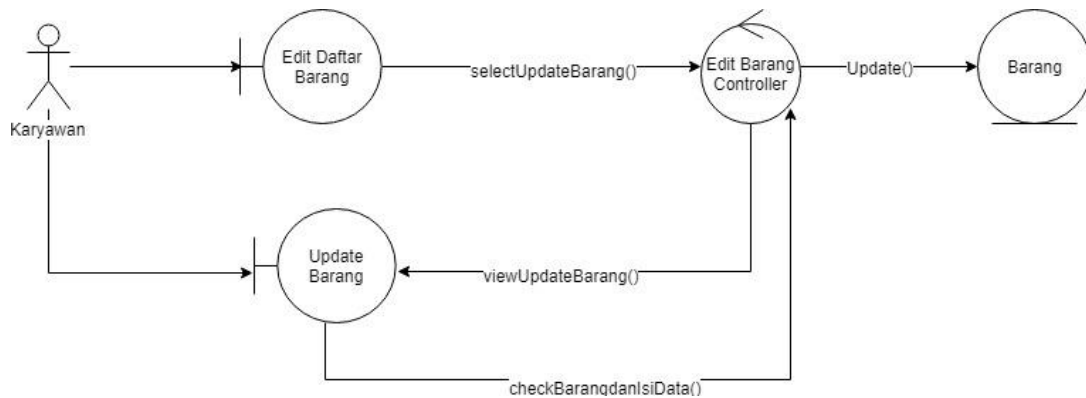 Edit Daftar
Barang
selectUpdateBarang()
Edit Barang
Controller
Update()
Barang
Karyawan
Update
Barang
viewUpdateBarang()
checkBarangdanIsiData()